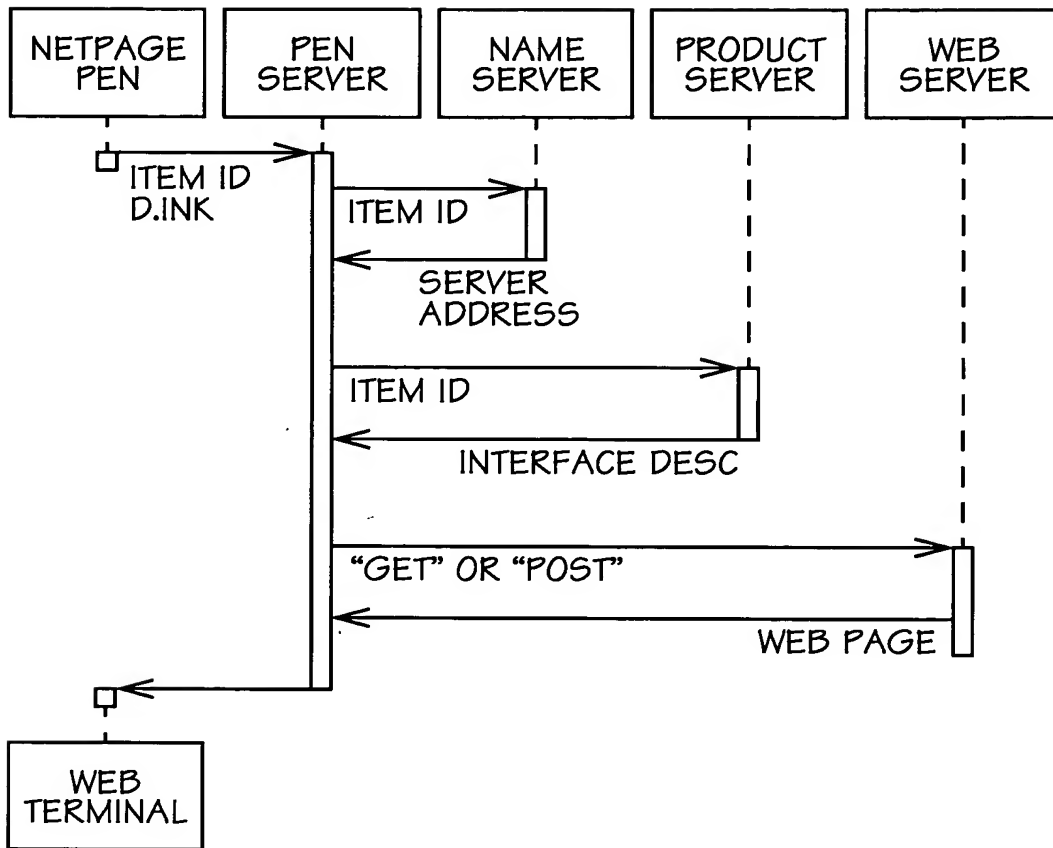 NETPAGE
PEN
PEN
SERVER
NAME
SERVER
PRODUCT
SERVER
WEB
SERVER
ITEM ID
D.INK
ITEM ID
SERVER
ADDRESS
ITEM ID
INTERFACE DESC
“GET” OR “POST”
WEB PAGE
WEB
TERMINAL